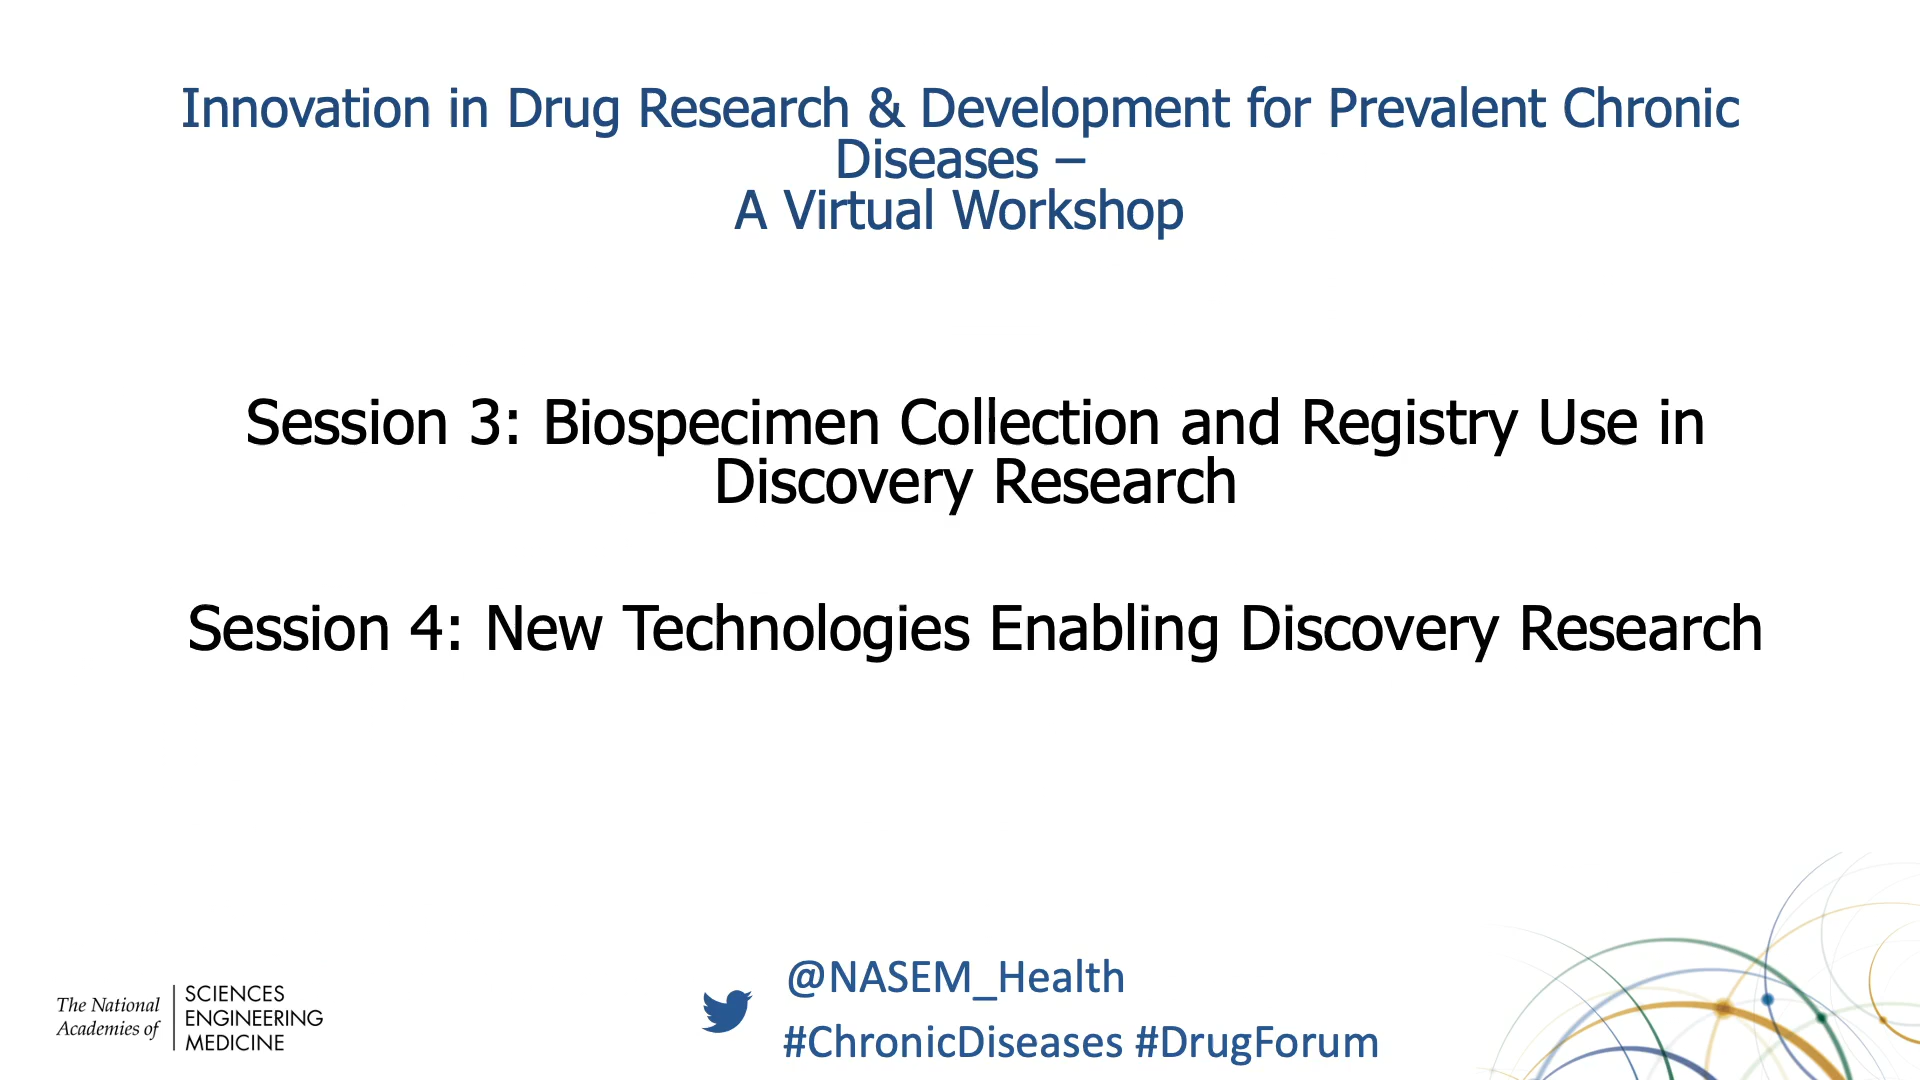 Innovation in Drug Research & Development for Prevalent Chronic
Diseases –
A Virtual Workshop
Session 3: Biospecimen Collection and Registry Use in
Discovery Research
Session 4: New Technologies Enabling Discovery Research
The National
Academies of
SCIENCES
ENGINEERING
MEDICINE
@NASEM_Health
#ChronicDiseases #DrugForum